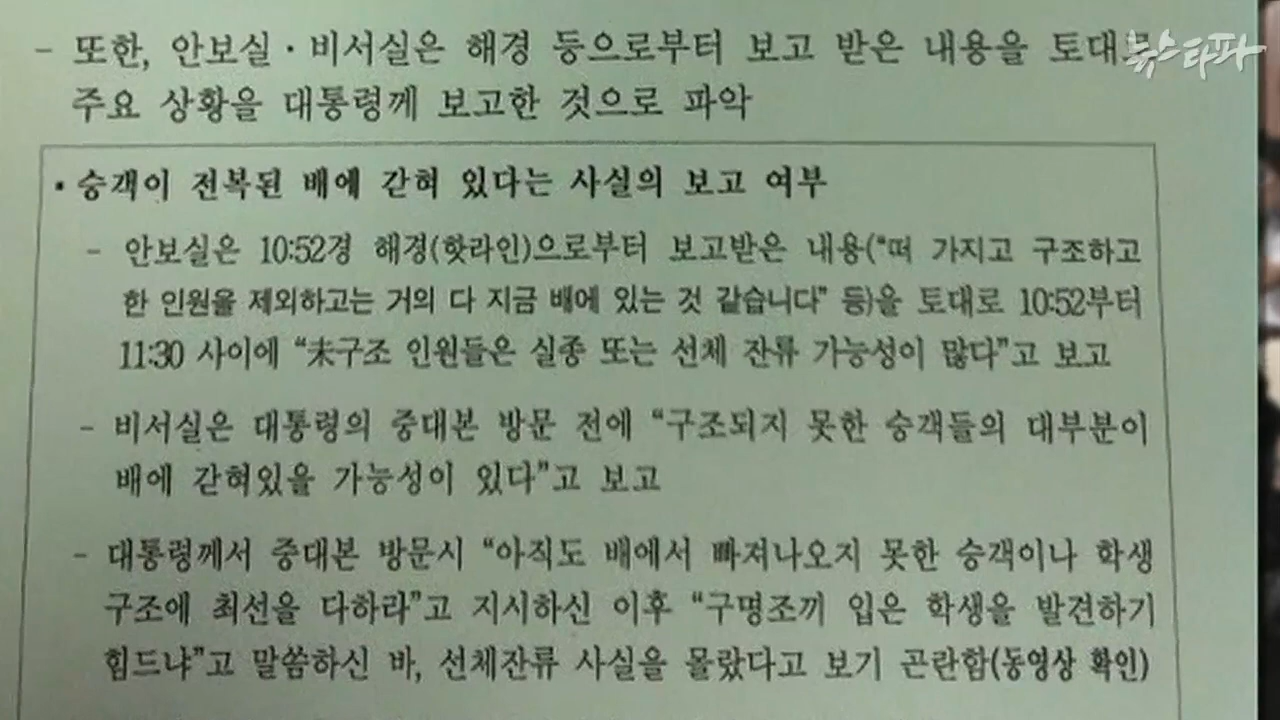 뉴스타파
- 또한, 안보실·비서실은 해경 등으로부터 보고 받은 내용을 토대로
주요 상황을 대통령께 보고한 것으로 파악
▪ 승객이 전복된 배에 갇혀 있다는 사실의 보고 여부
- 안보실은 10:52경 해경(핫라인)으로부터 보고받은 내용(“떠 가지고 구조하고
한 인원을 제외하고는 거의 다 지금 배에 있는 것 같습니다” 등)을 토대로 10:52부터
11:30 사이에 “未구조 인원들은 실종 또는 선체 잔류 가능성이 많다”고 보고
- 비서실은 대통령의 중대본 방문 전에 “구조되지 못한 승객들의 대부분이
배에 갇혀있을 가능성이 있다”고 보고
- 대통령께서 중대본 방문시 “아직도 배에서 빠져나오지 못한 승객이나 학생
구조에 최선을 다하라”고 지시하신 이후 “구명조끼 입은 학생을 발견하기
힘드냐”고 말씀하신 바, 선체잔류 사실을 몰랐다고 보기 곤란함(동영상 확인)